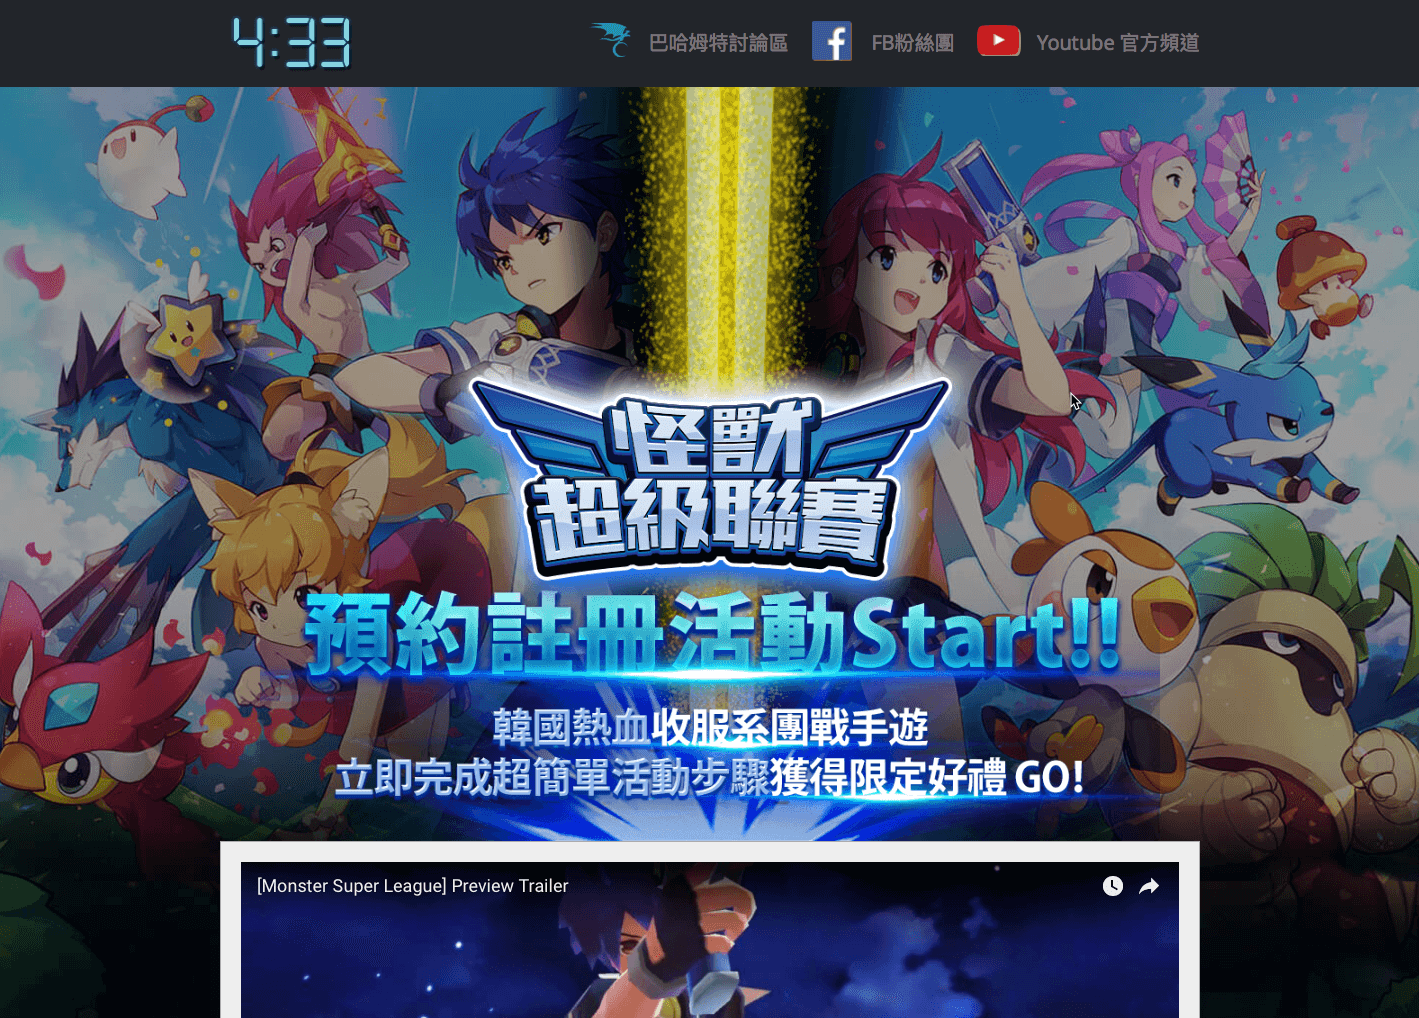 4:33
巴哈姆特討論區
FB粉絲團
Youtube 官方頻道
怪獸
超級聯賽
預約註冊活動Start!!
韓國熱血收服系團戰手遊
立即完成超簡單活動步驟獲得限定好禮 GO!
[Monster Super League] Preview Trailer